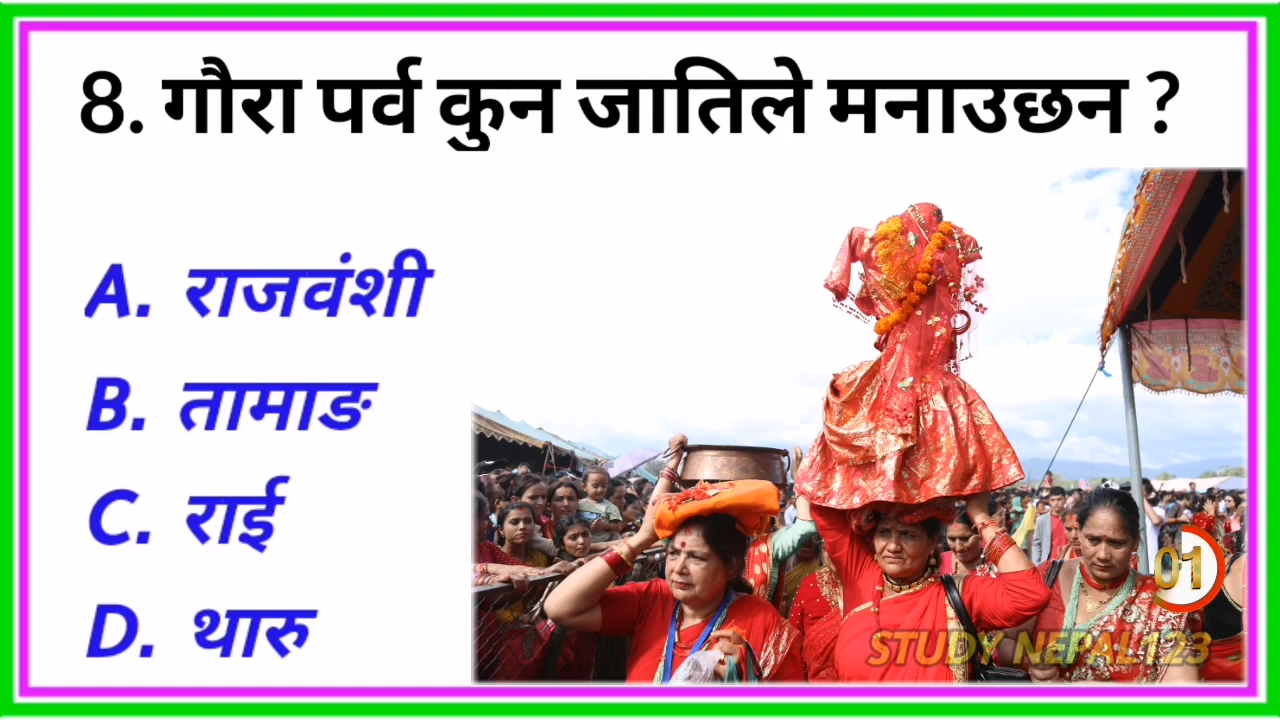 8. गौरा पर्व कुन जातिले मनाउछन ?
A. राजवंशी
B. तामाङ
C. राई
D. थारु
01
STUDY NEPAL123